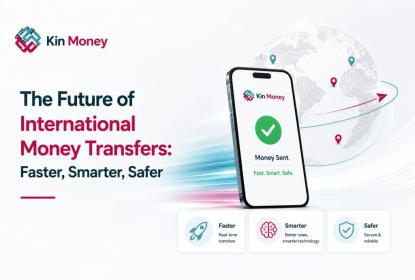 Kin Money
The Future of
International
Money Transfers:
Faster, Smarter, Safer
Kin Money
Money Sent
Fast. Smart. Safe.
Faster
Real-time
transfers
Smarter
Better rates,
smarter technology
Safer
Secure &
reliable